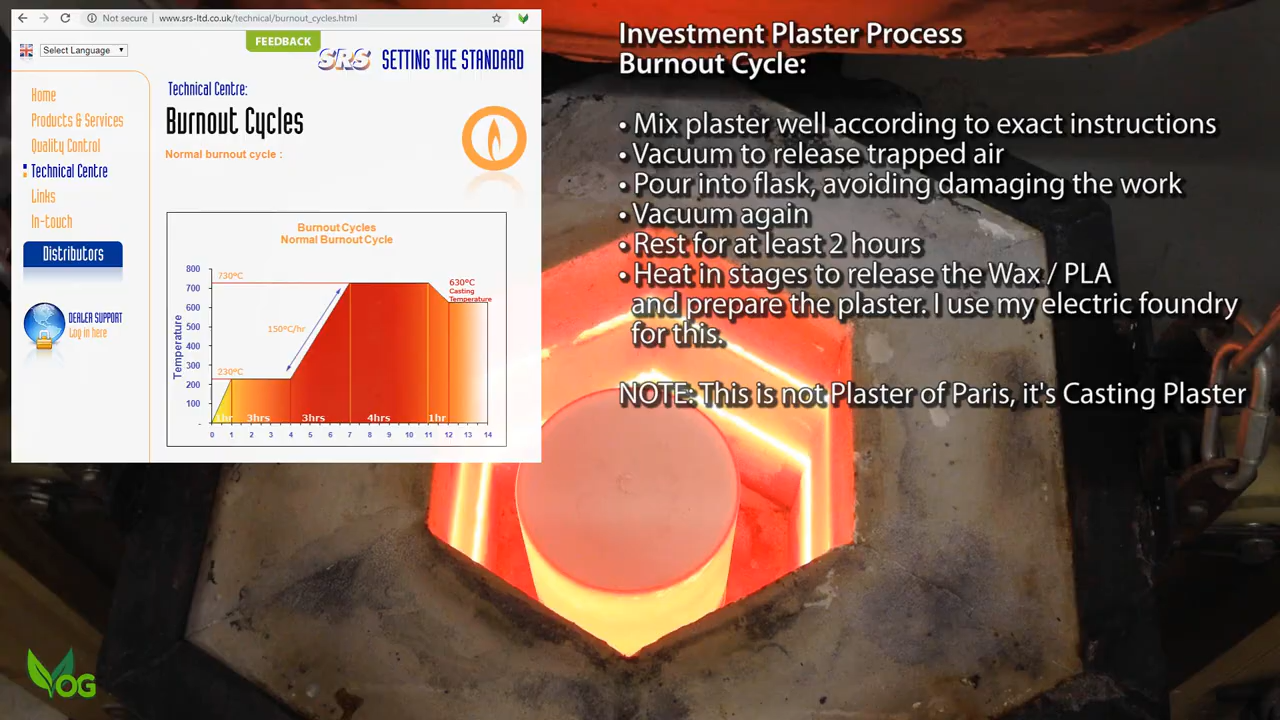 Not secure
www.srs-ltd.co.uk/technical/burnout_cycles.html
Select Language
FEEDBACK
SRS SETTING THE STANDARD
Home
Products & Services
Quality Control
Technical Centre
Links
In-touch
Distributors
DEALER SUPPORT
Log in here
Technical Centre:
Burnout Cycles
Normal burnout cycle :
Burnout Cycles
Normal Burnout Cycle
Temperature
800
700
600
500
400
300
200
100
-
730ºC
150ºC/hr
230ºC
630ºC
Casting
Temperature
1hr 3hrs 3hrs 4hrs 1hr
0 1 2 3 4 5 6 7 8 9 10 11 12 13 14
Investment Plaster Process
Burnout Cycle:
• Mix plaster well according to exact instructions
• Vacuum to release trapped air
• Pour into flask, avoiding damaging the work
• Vacuum again
• Rest for at least 2 hours
• Heat in stages to release the Wax / PLA
and prepare the plaster. I use my electric foundry
for this.
NOTE: This is not Plaster of Paris, it's Casting Plaster
VOG